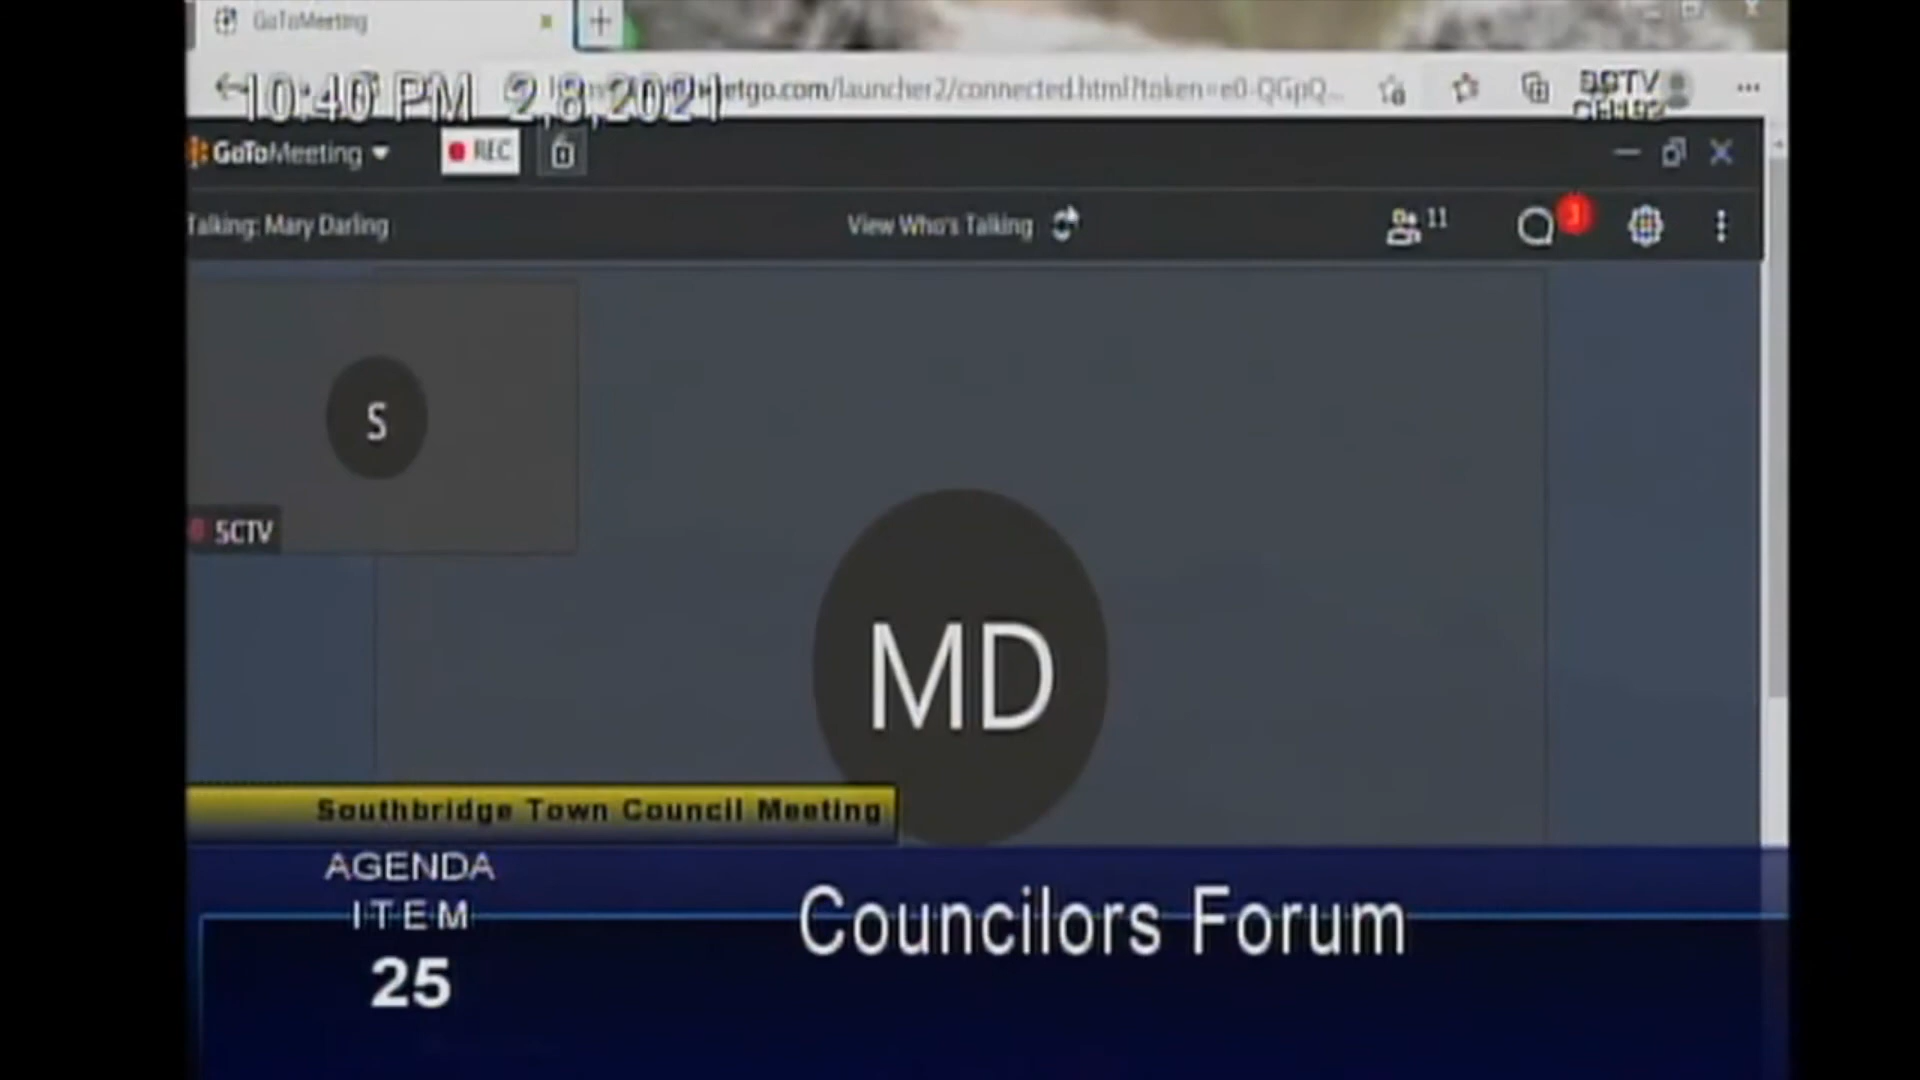 GoToMeeting
10:40 PM 2,8,2021
etgo.com/launcher2/connected.html?token=e0-QGpQ...
GoToMeeting
REC
Talking: Mary Darling
View Who's Talking
11
3
S
SCTV
MD
Southbridge Town Council Meeting
AGENDA
ITEM
25
Councilors Forum